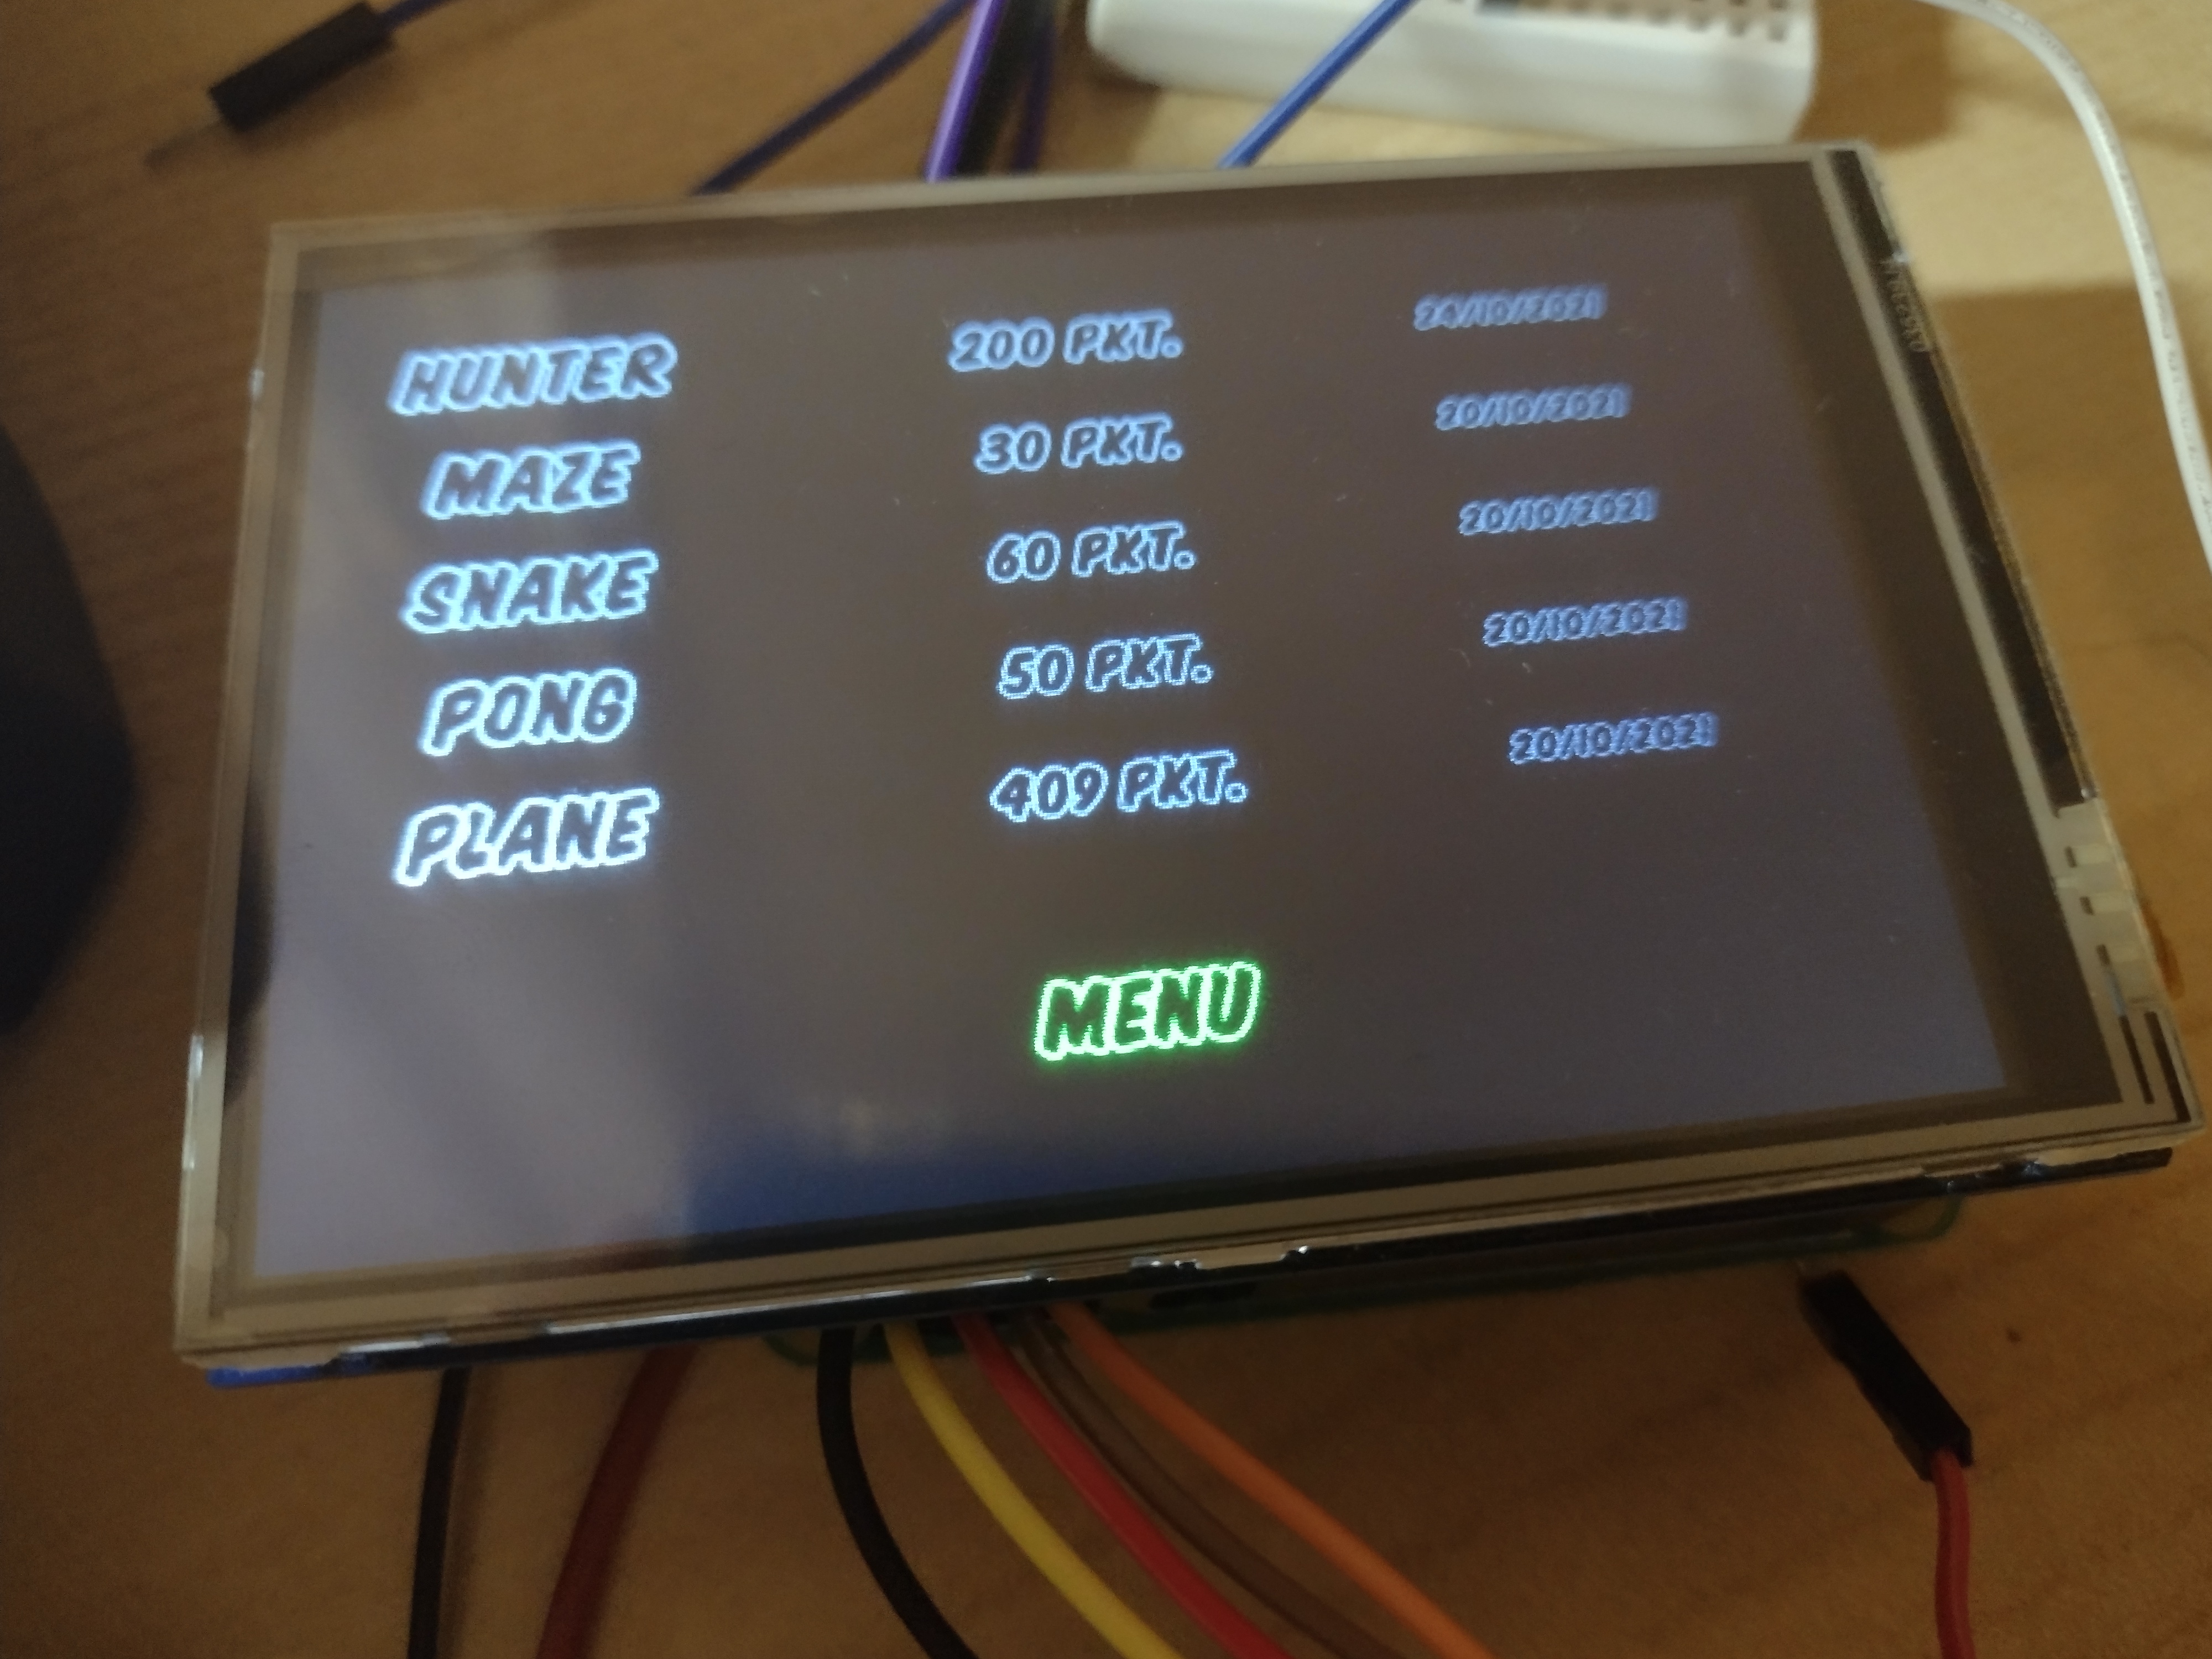 HUNTER 200 PKT. 24/10/2021
MAZE 30 PKT. 20/10/2021
SNAKE 60 PKT. 20/10/2021
PONG 50 PKT. 20/10/2021
PLANE 409 PKT. 20/10/2021
MENU